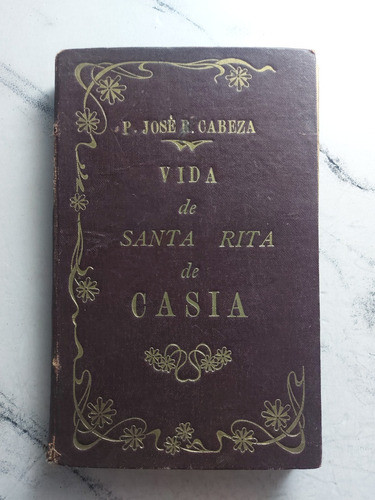 P. JOSÉ R. CABEZA
VIDA
de
SANTA RITA
de
CASIA